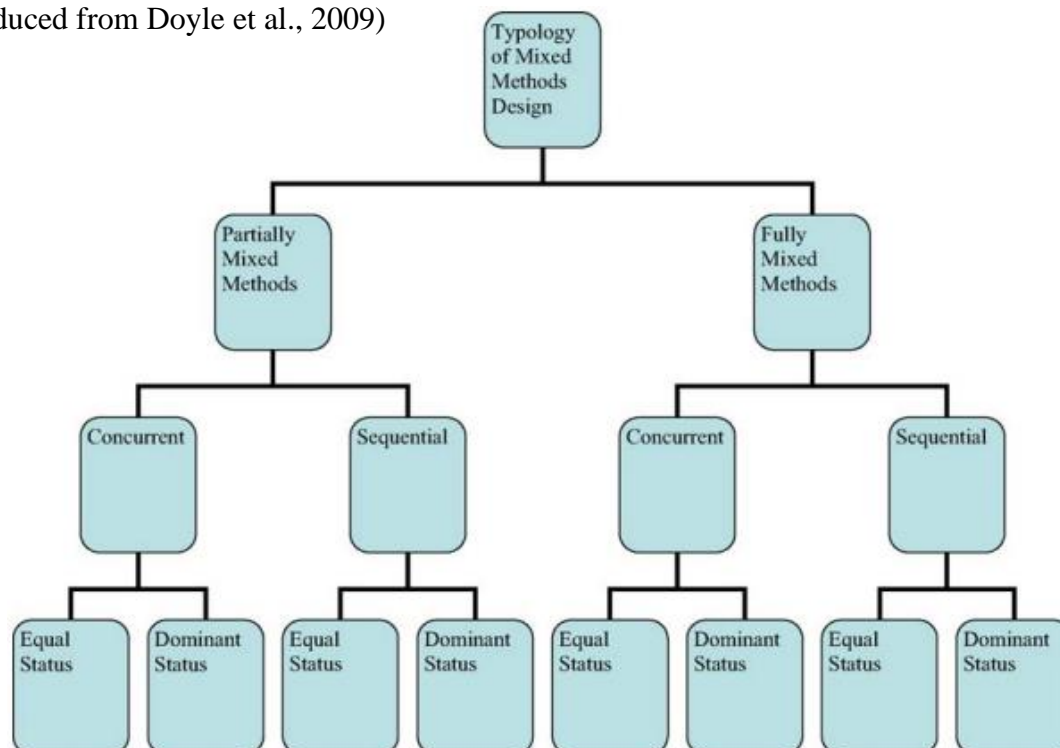 duced from Doyle et al., 2009)
Typology
of Mixed
Methods
Design
Partially
Mixed
Methods
Fully
Mixed
Methods
Concurrent
Sequential
Concurrent
Sequential
Equal
Status
Dominant
Status
Equal
Status
Dominant
Status
Equal
Status
Dominant
Status
Equal
Status
Dominant
Status